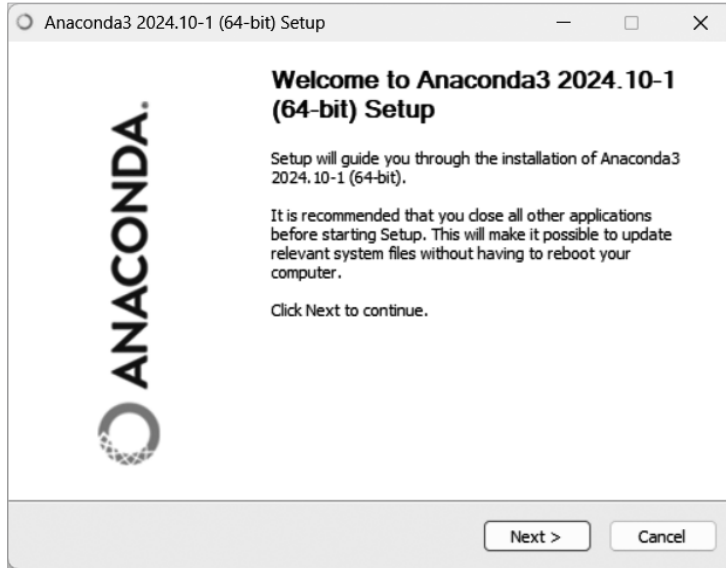 Anaconda3 2024.10-1 (64-bit) Setup
ANACONDA.
Welcome to Anaconda3 2024.10-1
(64-bit) Setup
Setup will guide you through the installation of Anaconda3
2024.10-1 (64-bit).
It is recommended that you close all other applications
before starting Setup. This will make it possible to update
relevant system files without having to reboot your
computer.
Click Next to continue.
Next >
Cancel